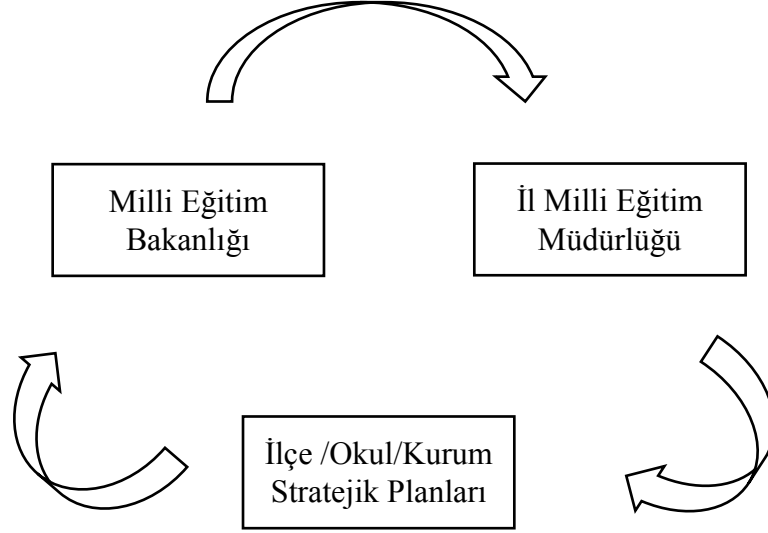 Milli Eğitim
Bakanlığı
İl Milli Eğitim
Müdürlüğü
İlçe /Okul/Kurum
Stratejik Planları